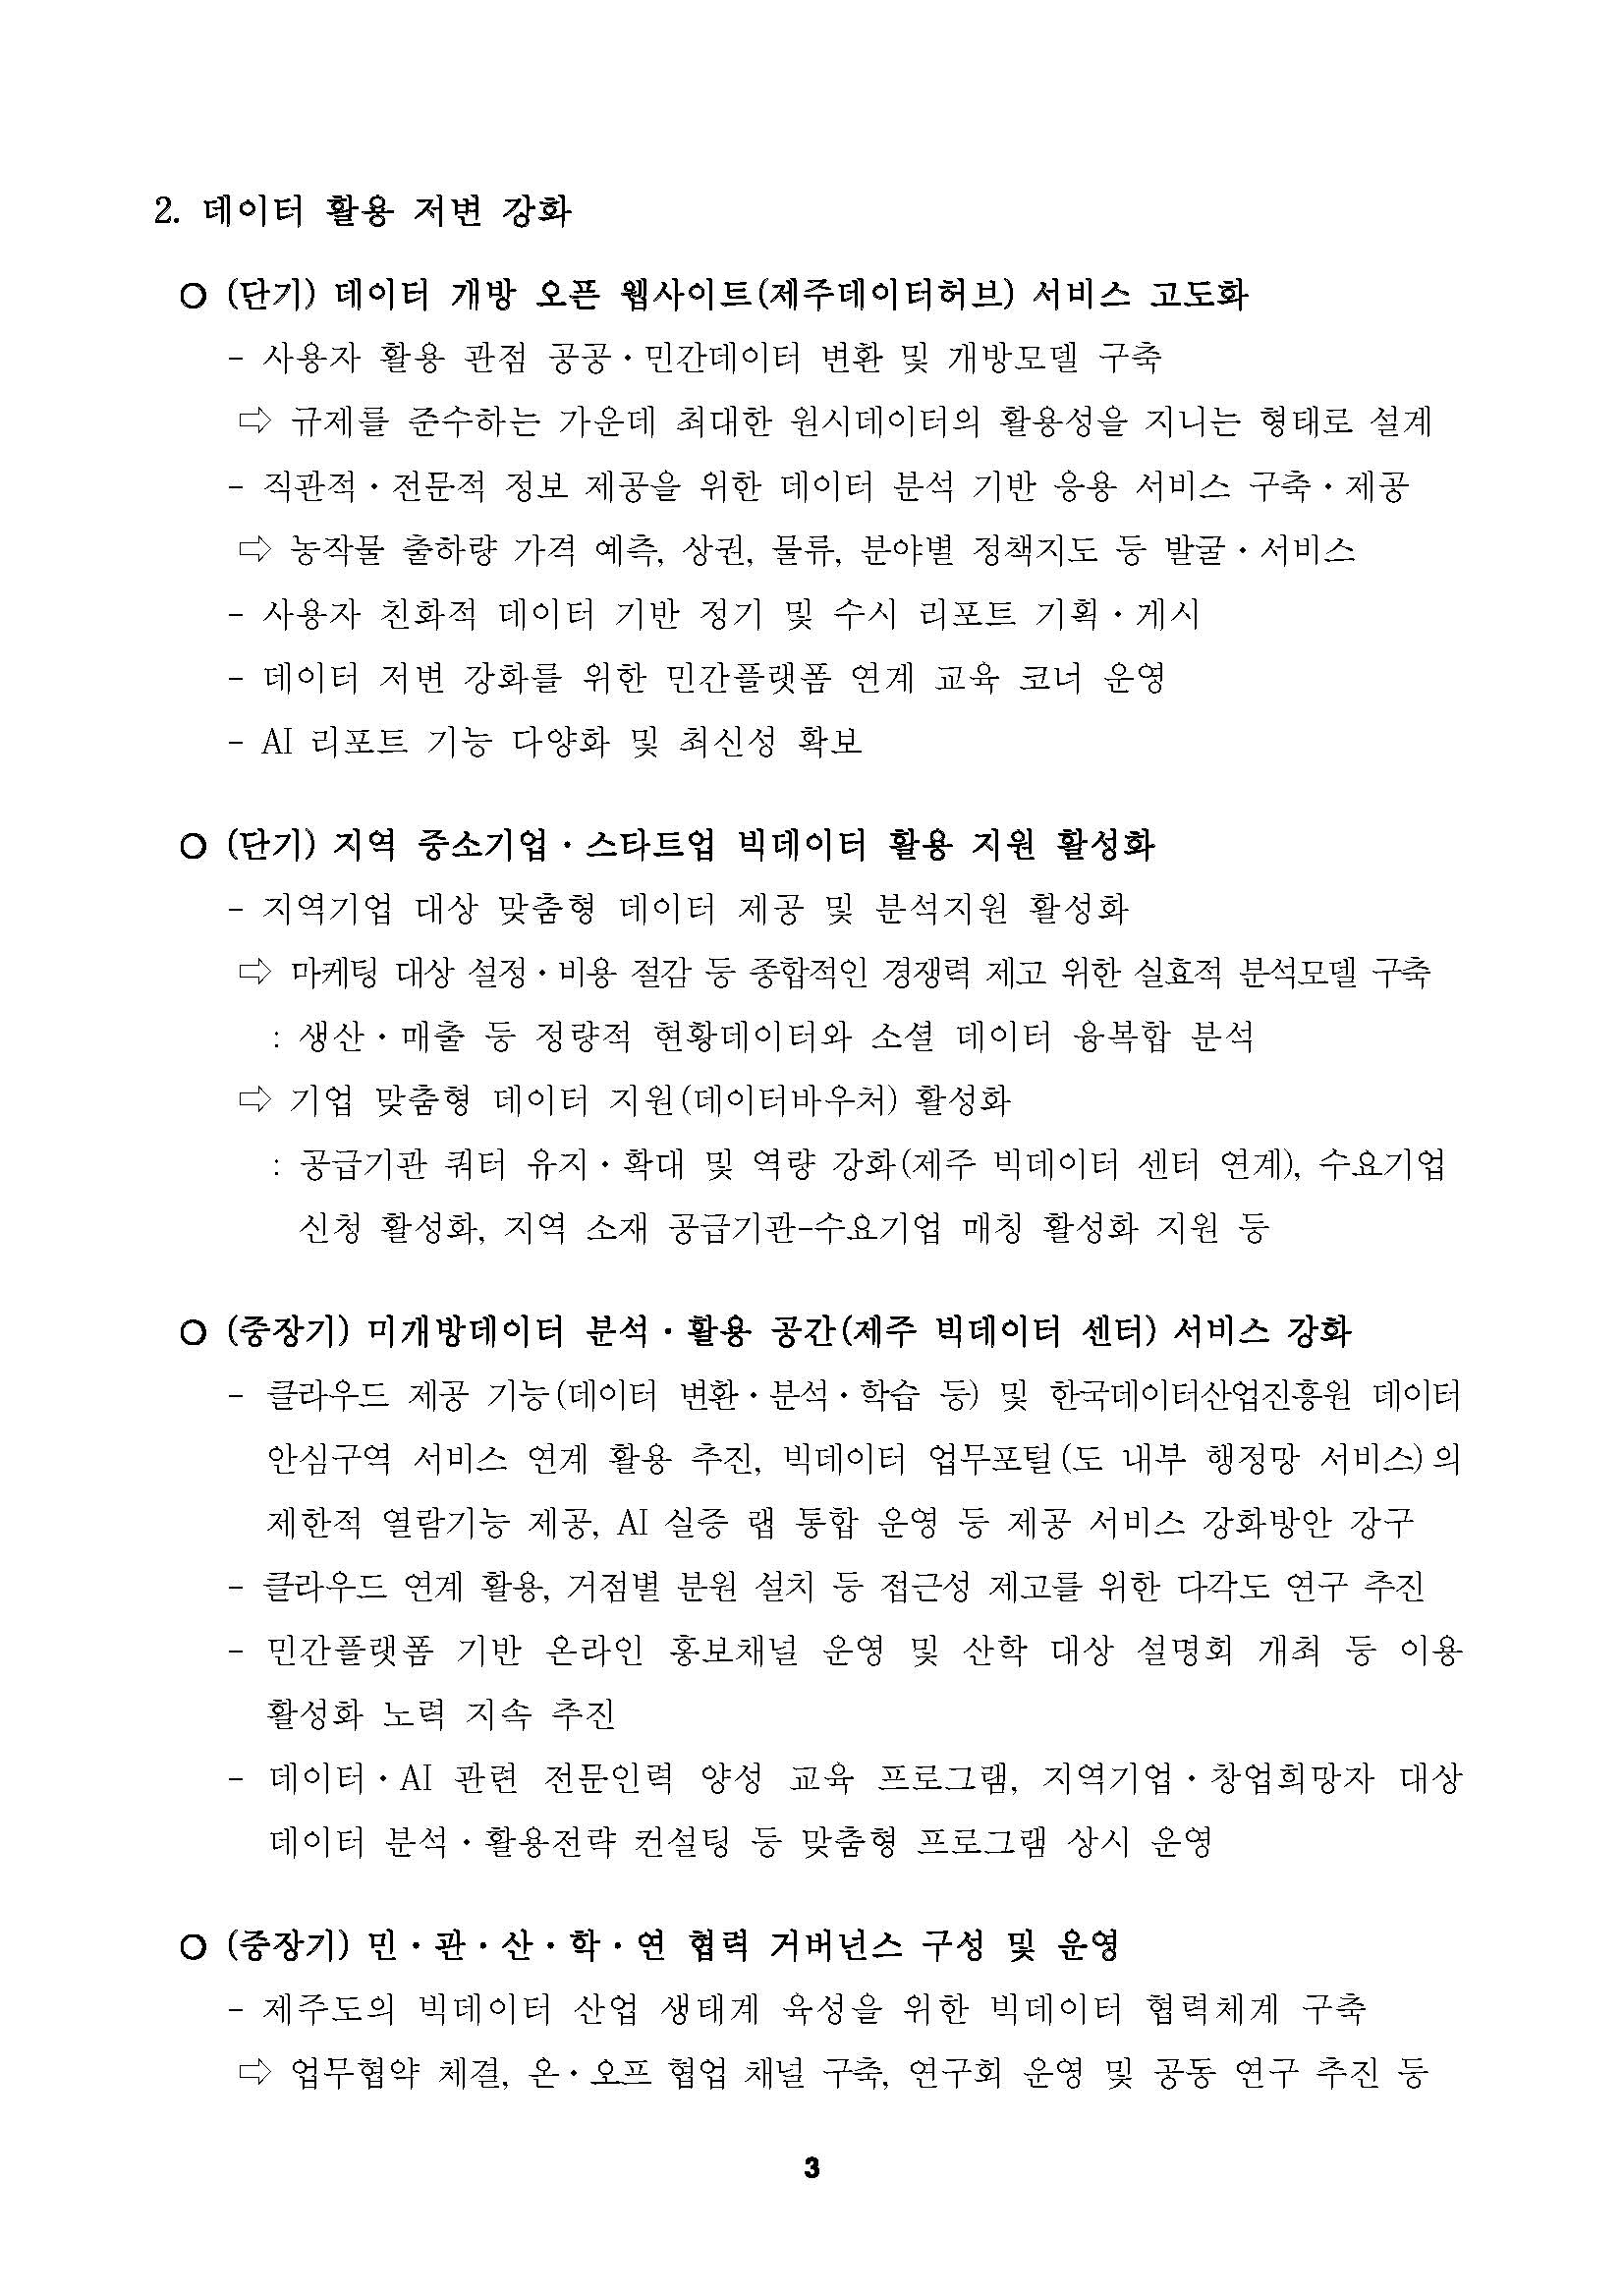 2. 데이터 활용 저변 강화
○ (단기) 데이터 개방 오픈 웹사이트(제주데이터허브) 서비스 고도화
- 사용자 활용 관점 공공·민간데이터 변환 및 개방모델 구축
⇨ 규제를 준수하는 가운데 최대한 원시데이터의 활용성을 지니는 형태로 설계
- 직관적·전문적 정보 제공을 위한 데이터 분석 기반 응용 서비스 구축·제공
⇨ 농작물 출하량 가격 예측, 상권, 물류, 분야별 정책지도 등 발굴·서비스
- 사용자 친화적 데이터 기반 정기 및 수시 리포트 기획·게시
- 데이터 저변 강화를 위한 민간플랫폼 연계 교육 코너 운영
- AI 리포트 기능 다양화 및 최신성 확보
○ (단기) 지역 중소기업·스타트업 빅데이터 활용 지원 활성화
- 지역기업 대상 맞춤형 데이터 제공 및 분석지원 활성화
⇨ 마케팅 대상 설정·비용 절감 등 종합적인 경쟁력 제고 위한 실효적 분석모델 구축
: 생산·매출 등 정량적 현황데이터와 소셜 데이터 융복합 분석
⇨ 기업 맞춤형 데이터 지원(데이터바우처) 활성화
: 공급기관 쿼터 유지·확대 및 역량 강화(제주 빅데이터 센터 연계), 수요기업
신청 활성화, 지역 소재 공급기관-수요기업 매칭 활성화 지원 등
○ (중장기) 미개방데이터 분석·활용 공간(제주 빅데이터 센터) 서비스 강화
- 클라우드 제공 기능(데이터 변환·분석·학습 등) 및 한국데이터산업진흥원 데이터
안심구역 서비스 연계 활용 추진, 빅데이터 업무포털(도 내부 행정망 서비스)의
제한적 열람기능 제공, AI 실증 랩 통합 운영 등 제공 서비스 강화방안 강구
- 클라우드 연계 활용, 거점별 분원 설치 등 접근성 제고를 위한 다각도 연구 추진
- 민간플랫폼 기반 온라인 홍보채널 운영 및 산학 대상 설명회 개최 등 이용
활성화 노력 지속 추진
- 데이터·AI 관련 전문인력 양성 교육 프로그램, 지역기업·창업희망자 대상
데이터 분석·활용전략 컨설팅 등 맞춤형 프로그램 상시 운영
○ (중장기) 민·관·산·학·연 협력 거버넌스 구성 및 운영
- 제주도의 빅데이터 산업 생태계 육성을 위한 빅데이터 협력체계 구축
⇨ 업무협약 체결, 온·오프 협업 채널 구축, 연구회 운영 및 공동 연구 추진 등
3